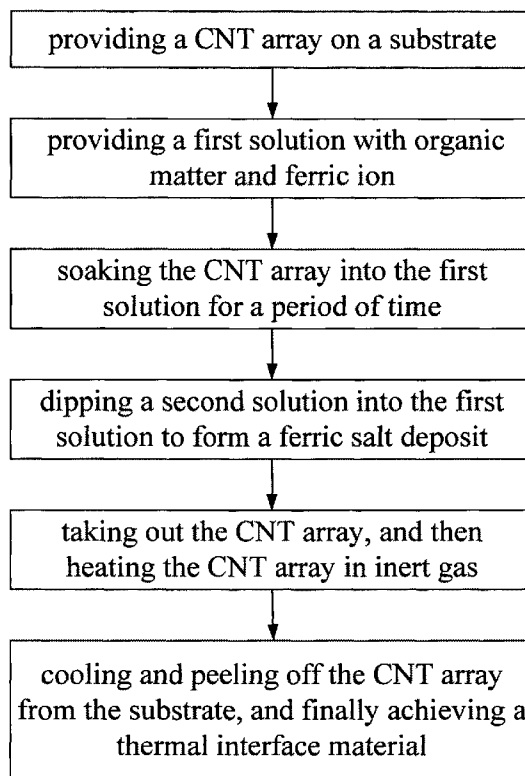 providing a CNT array on a substrate
providing a first solution with organic
matter and ferric ion
soaking the CNT array into the first
solution for a period of time
dipping a second solution into the first
solution to form a ferric salt deposit
taking out the CNT array, and then
heating the CNT array in inert gas
cooling and peeling off the CNT array
from the substrate, and finally achieving a
thermal interface material